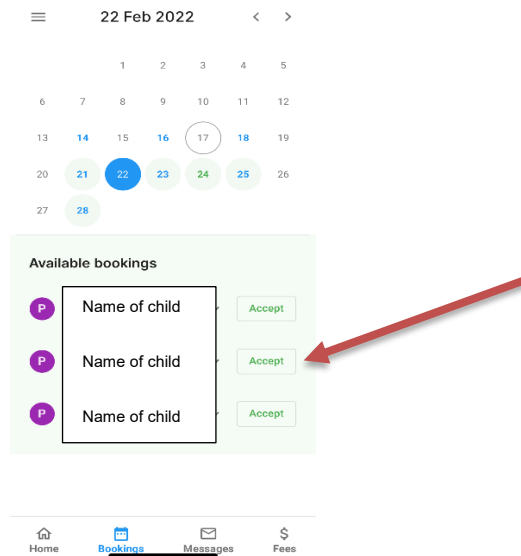 22 Feb 2022 < >
1 2 3 4 5
6 7 8 9 10 11 12
13 14 15 16 17 18 19
20 21 22 23 24 25 26
27 28
Available bookings
P Name of child Accept
P Name of child Accept
P Name of child Accept
Home Bookings Messages $ Fees